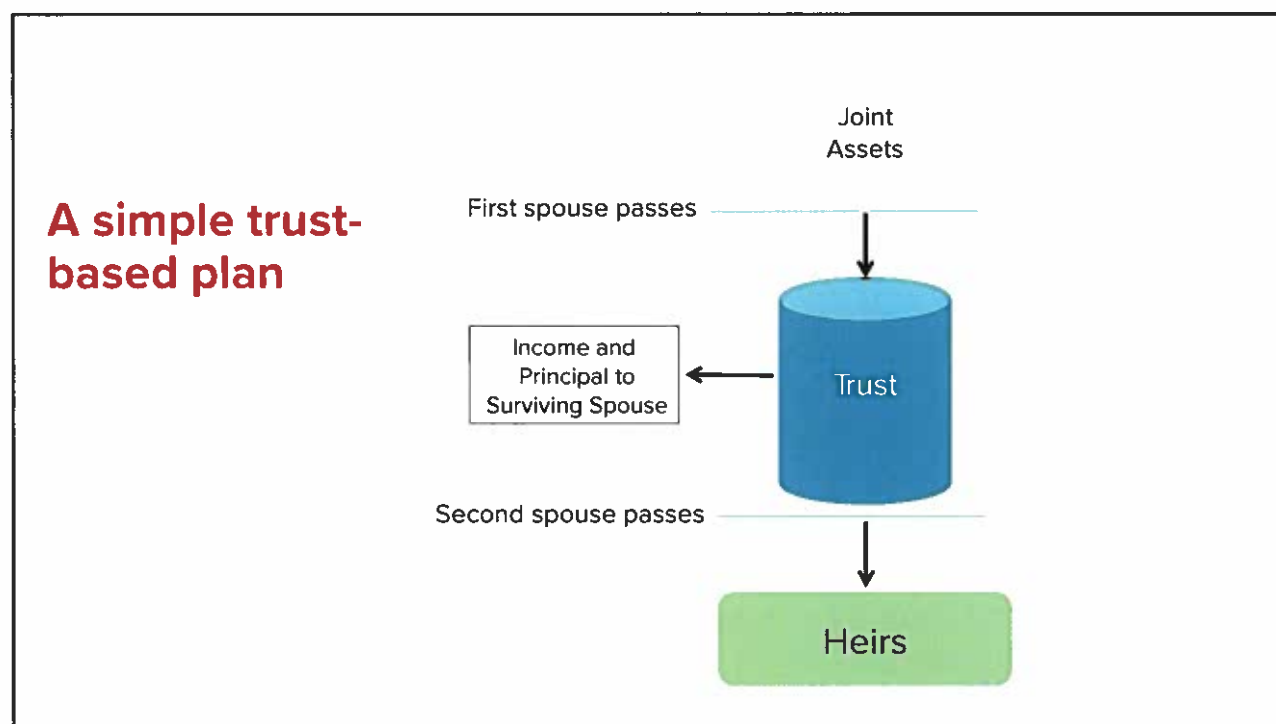 A simple trust-
based plan
Joint
Assets
First spouse passes
Income and
Principal to
Surviving Spouse
Trust
Second spouse passes
Heirs